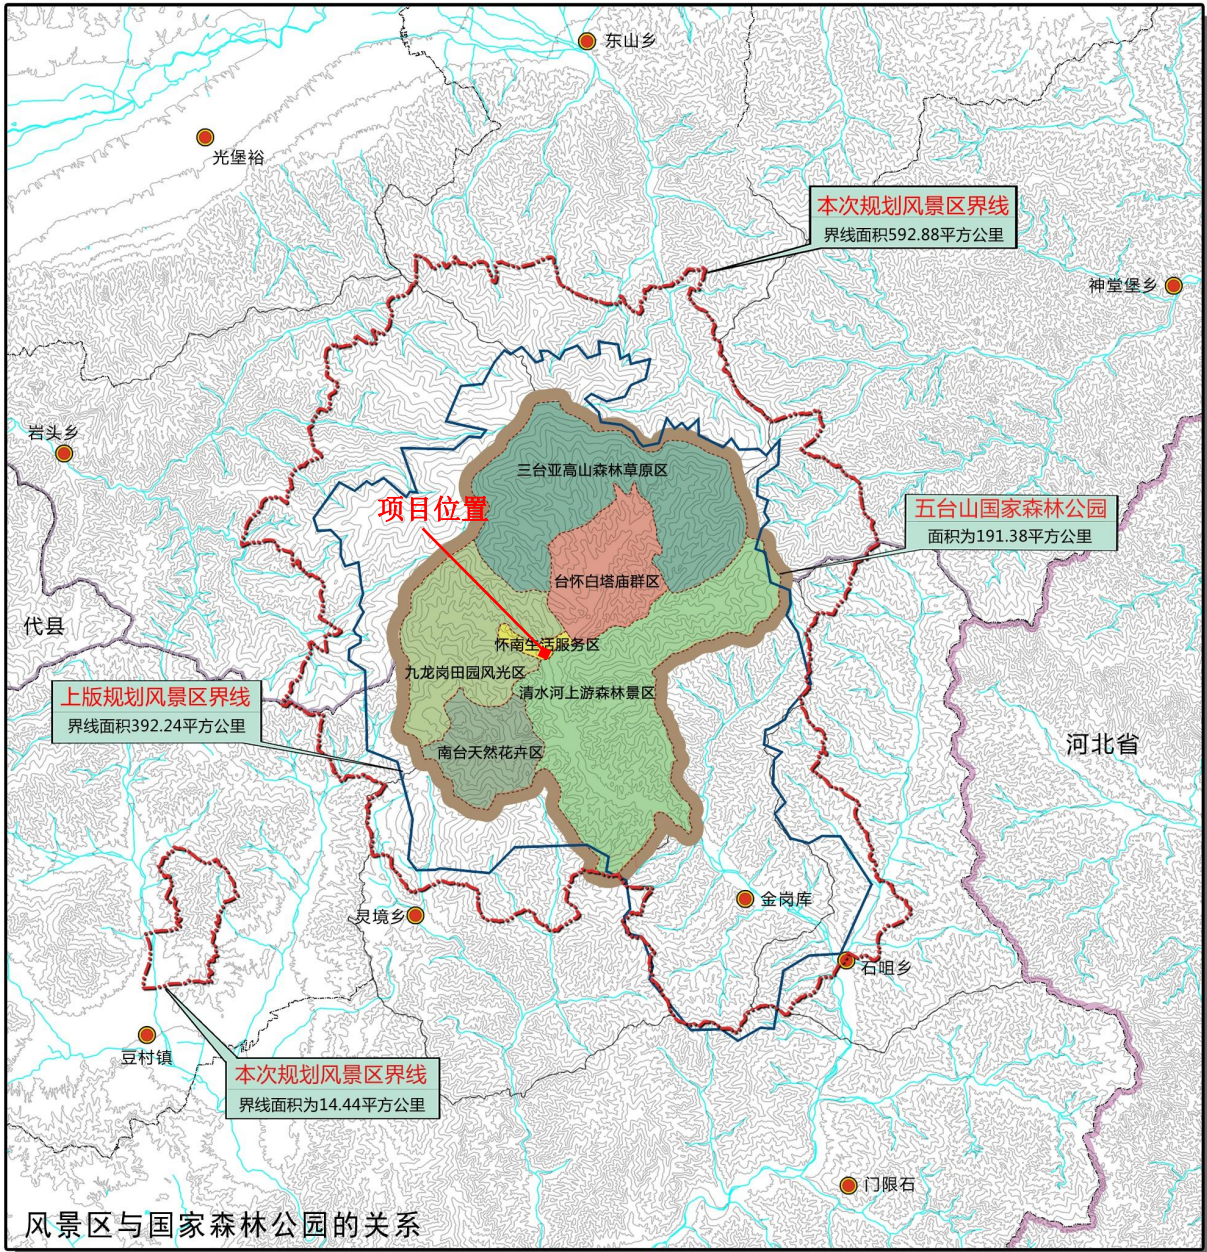 东山乡
光堡裕
本次规划风景区界线
界线面积592.88平方公里
神堂堡乡
岩头乡
三台亚高山森林草原区
项目位置
五台山国家森林公园
面积为191.38平方公里
台怀白塔庙群区
代县
怀南生活服务区
九龙岗田园风光区
清水河上游森林景区
上版规划风景区界线
界线面积392.24平方公里
南台天然花卉区
河北省
金岗库
灵境乡
石咀乡
豆村镇
本次规划风景区界线
界线面积为14.44平方公里
门限石
风景区与国家森林公园的关系